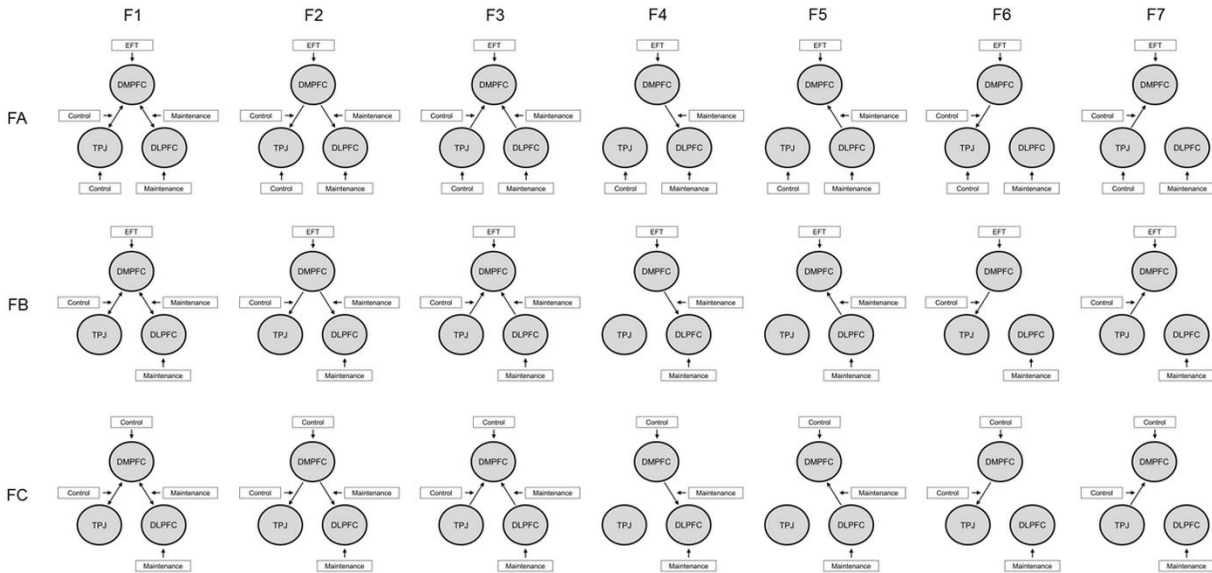 F1 F2 F3 F4 F5 F6 F7
EFT EFT EFT EFT EFT EFT EFT
DMPFC DMPFC DMPFC DMPFC DMPFC DMPFC DMPFC
FA Control Maintenance Control Maintenance Control Maintenance Maintenance Maintenance Control Control
TPJ DLPFC TPJ DLPFC TPJ DLPFC TPJ DLPFC TPJ DLPFC TPJ DLPFC TPJ DLPFC
Control Maintenance Control Maintenance Control Maintenance Control Maintenance Control Maintenance Control Maintenance Control Maintenance
EFT EFT EFT EFT EFT EFT EFT
DMPFC DMPFC DMPFC DMPFC DMPFC DMPFC DMPFC
FB Control Maintenance Control Maintenance Control Maintenance Maintenance Maintenance Control Control
TPJ DLPFC TPJ DLPFC TPJ DLPFC TPJ DLPFC TPJ DLPFC TPJ DLPFC TPJ DLPFC
Maintenance Maintenance Maintenance Maintenance Maintenance Maintenance Maintenance
Control Control Control Control Control Control Control
DMPFC DMPFC DMPFC DMPFC DMPFC DMPFC DMPFC
FC Control Maintenance Control Maintenance Control Maintenance Maintenance Maintenance Control Control
TPJ DLPFC TPJ DLPFC TPJ DLPFC TPJ DLPFC TPJ DLPFC TPJ DLPFC TPJ DLPFC
Maintenance Maintenance Maintenance Maintenance Maintenance Maintenance Maintenance